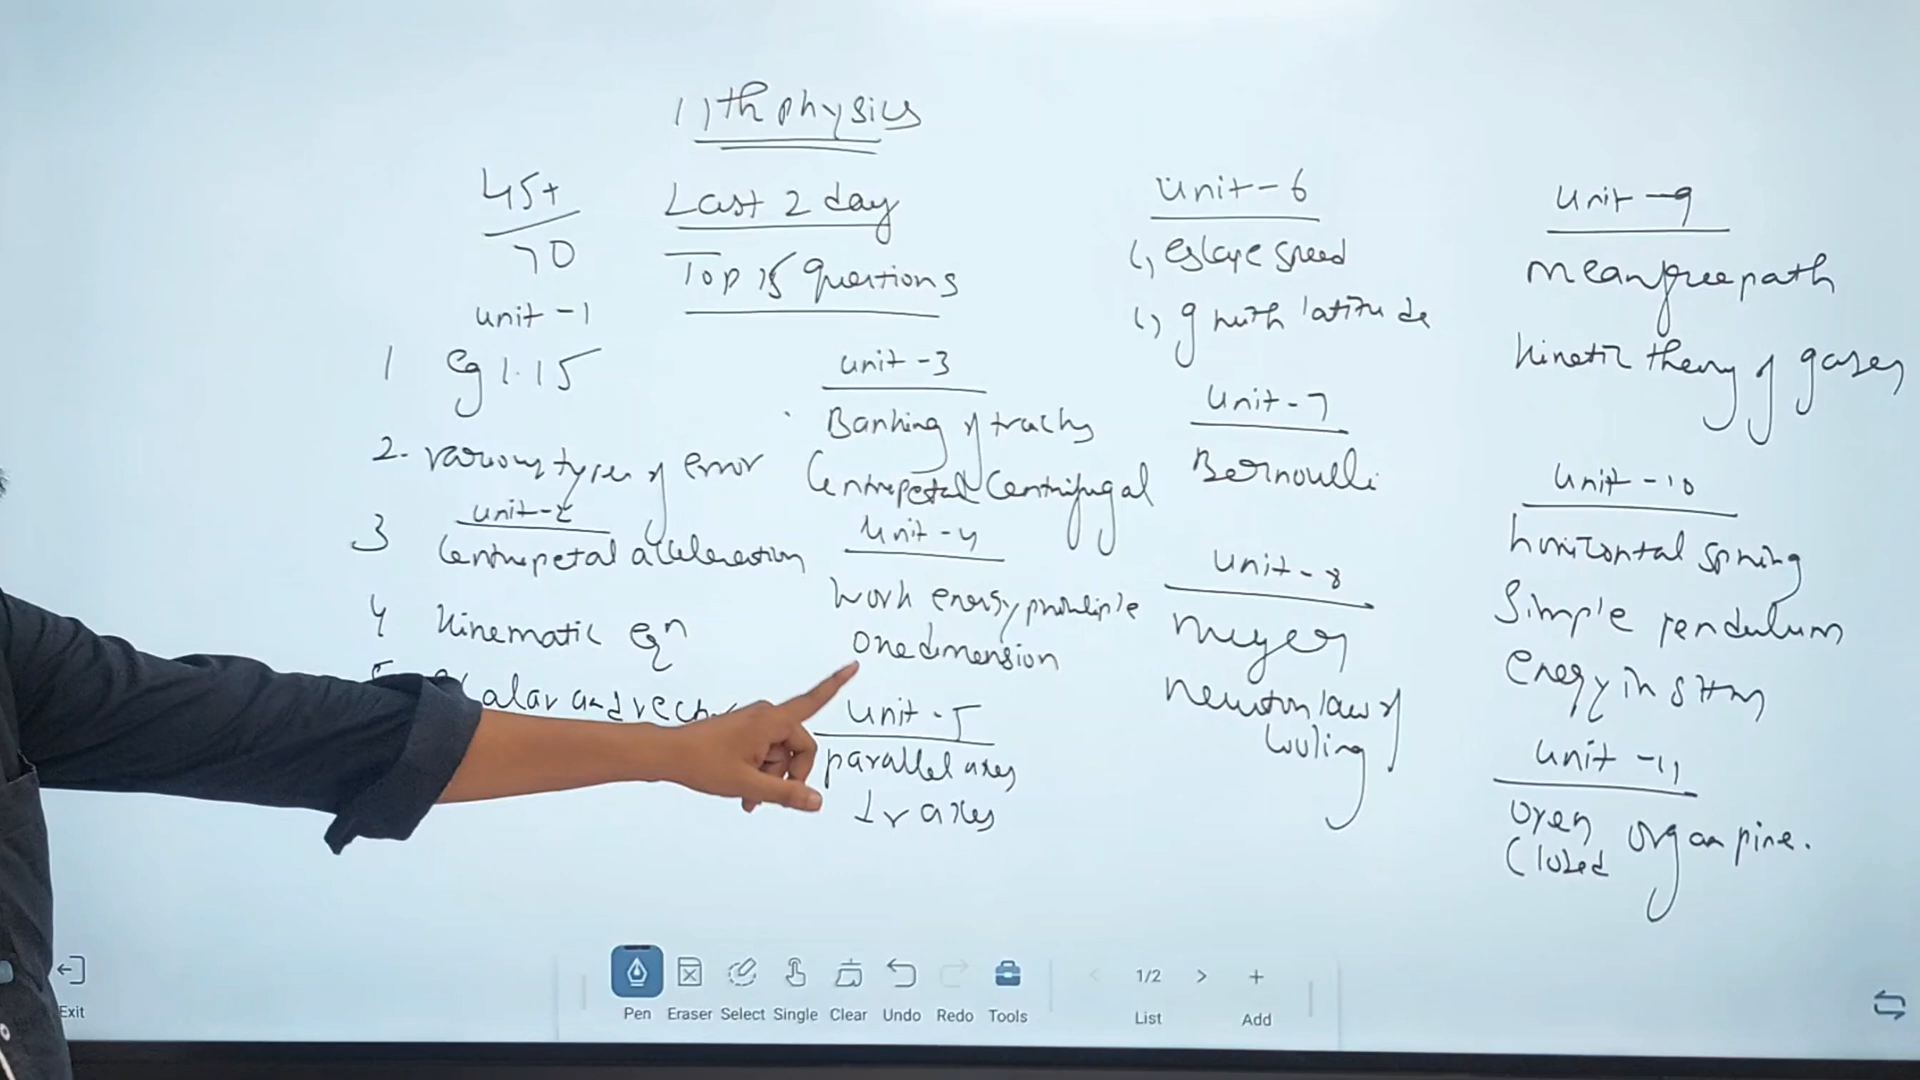 11th physics
45+
70
Last 2 day
Top 15 Questions
unit - 1
1 eg 1.15
2. various types of error
unit - 2
3 Centripetal acceleration
4 Kinematic eqn
5 Scalar and
unit - 3
Banking of tracks
Centripetal Centrifugal
unit - 4
Work energy principle
one dimension
unit - 5
parallel axes
⊥r axes
unit - 6
(, escape speed
(, g with latitude
unit - 7
Bernoulli
unit - 8
Meyer
Newton law of
cooling
unit - 9
mean free path
Kinetic theory of gases
unit - 10
horizontal spring
Simple pendulum
energy in SHM
unit - 11
open
closed organ pipe.
Exit
Pen Eraser Select Single Clear Undo Redo Tools
1/2
List
Add